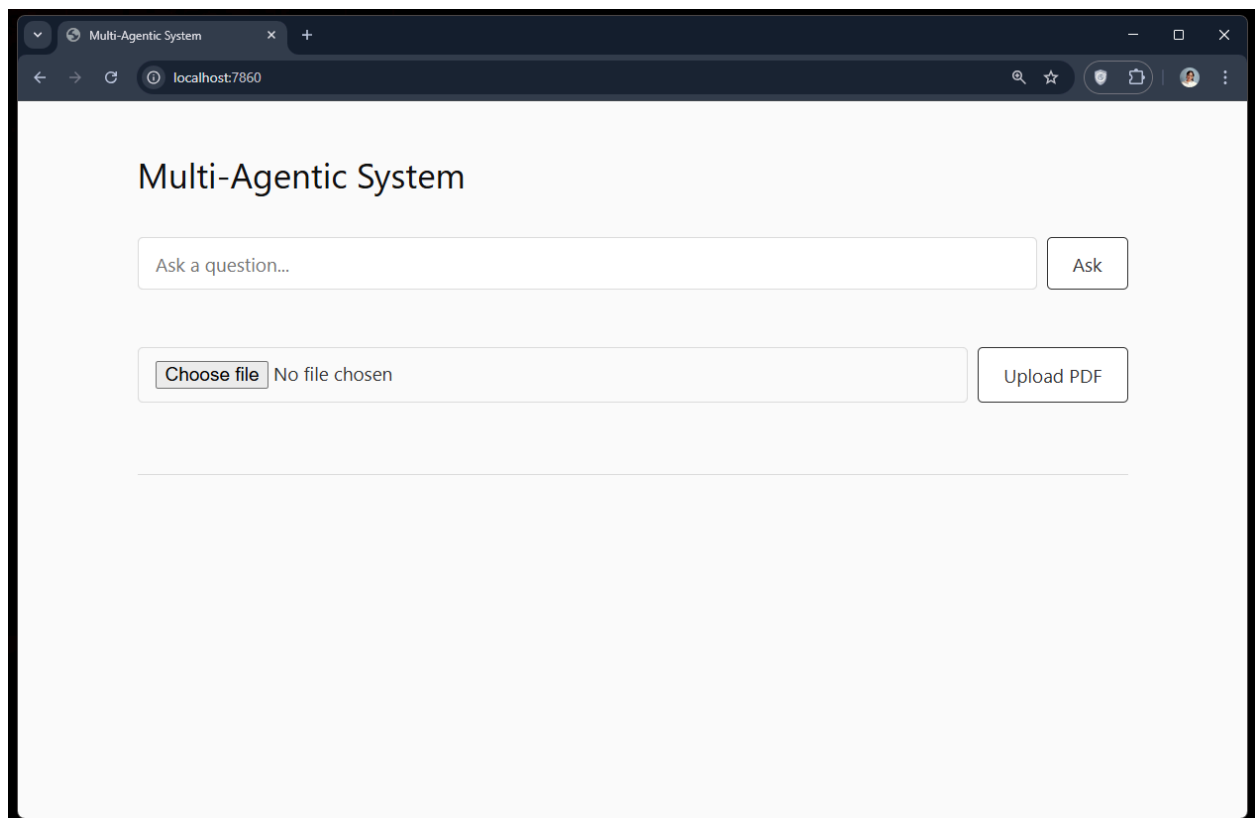 Multi-Agentic System
localhost:7860
Multi-Agentic System
Ask a question...
Ask
Choose file No file chosen
Upload PDF